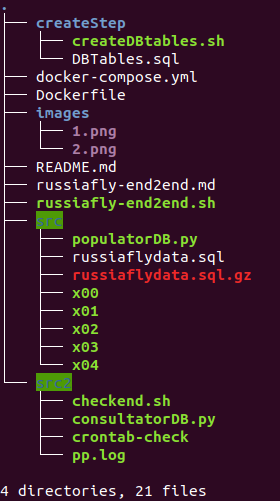 .
├── createStep
│   ├── createDBtables.sh
│   └── DBTables.sql
├── docker-compose.yml
├── Dockerfile
├── images
│   ├── 1.png
│   └── 2.png
├── README.md
├── russiafly-end2end.md
├── russiafly-end2end.sh
├── src
│   ├── populatorDB.py
│   ├── russiaflydata.sql
│   ├── russiaflydata.sql.gz
│   ├── x00
│   ├── x01
│   ├── x02
│   ├── x03
│   └── x04
└── src2
    ├── checkend.sh
    ├── consultatorDB.py
    ├── crontab-check
    └── pp.log
4 directories, 21 files